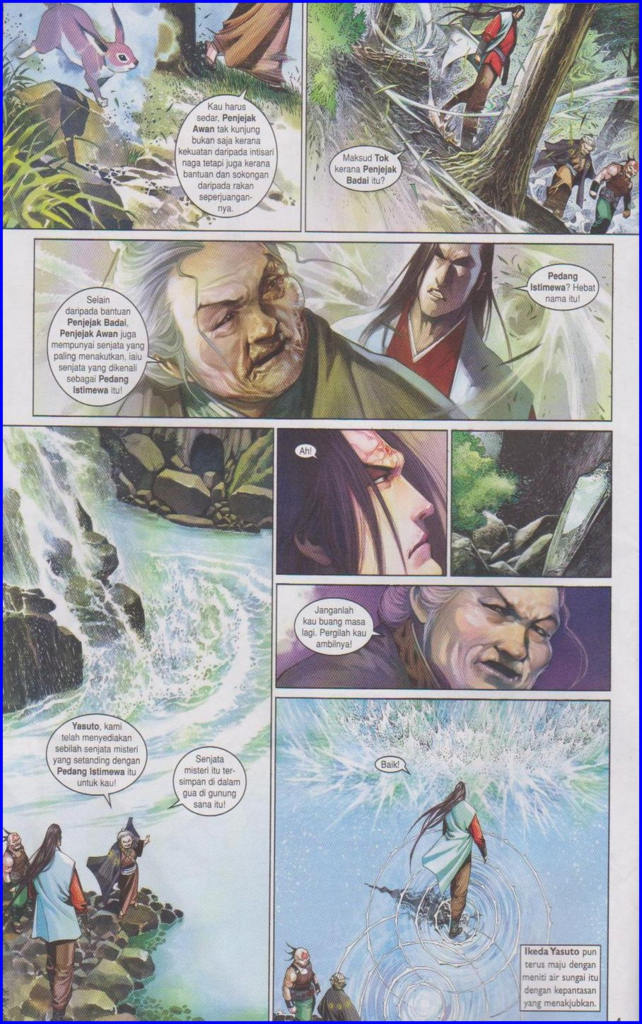 Kau harus
sedar, Penjejak
Awan tak kunjung
bukan saja kerana
kekuatan daripada intisari
naga tetapi juga kerana
bantuan dan sokongan
daripada rakan
seperjuangan-
nya.
Maksud Tok
kerana Penjejak
Badai itu?
Selain
daripada bantuan
Penjejak Badai,
Penjejak Awan juga
mempunyai senjata yang
paling menakutkan, iaiu
senjata yang dikenali
sebagai Pedang
Istimewa itu!
Pedang
Istimewa? Hebat
nama itu!
Yasuto, kami
telah menyediakan
sebilah senjata misteri
yang setanding dengan
Pedang Istimewa itu
untuk kau!
Senjata
misteri itu ter-
simpan di dalam
gua di gunung
sana itu!
Ah!
Janganlah
kau buang masa
lagi. Pergilah kau
ambilnya!
Baik!
Ikeda Yasuto pun
terus maju dengan
meniti air sungai itu
dengan kepantasan
yang menakjubkan.